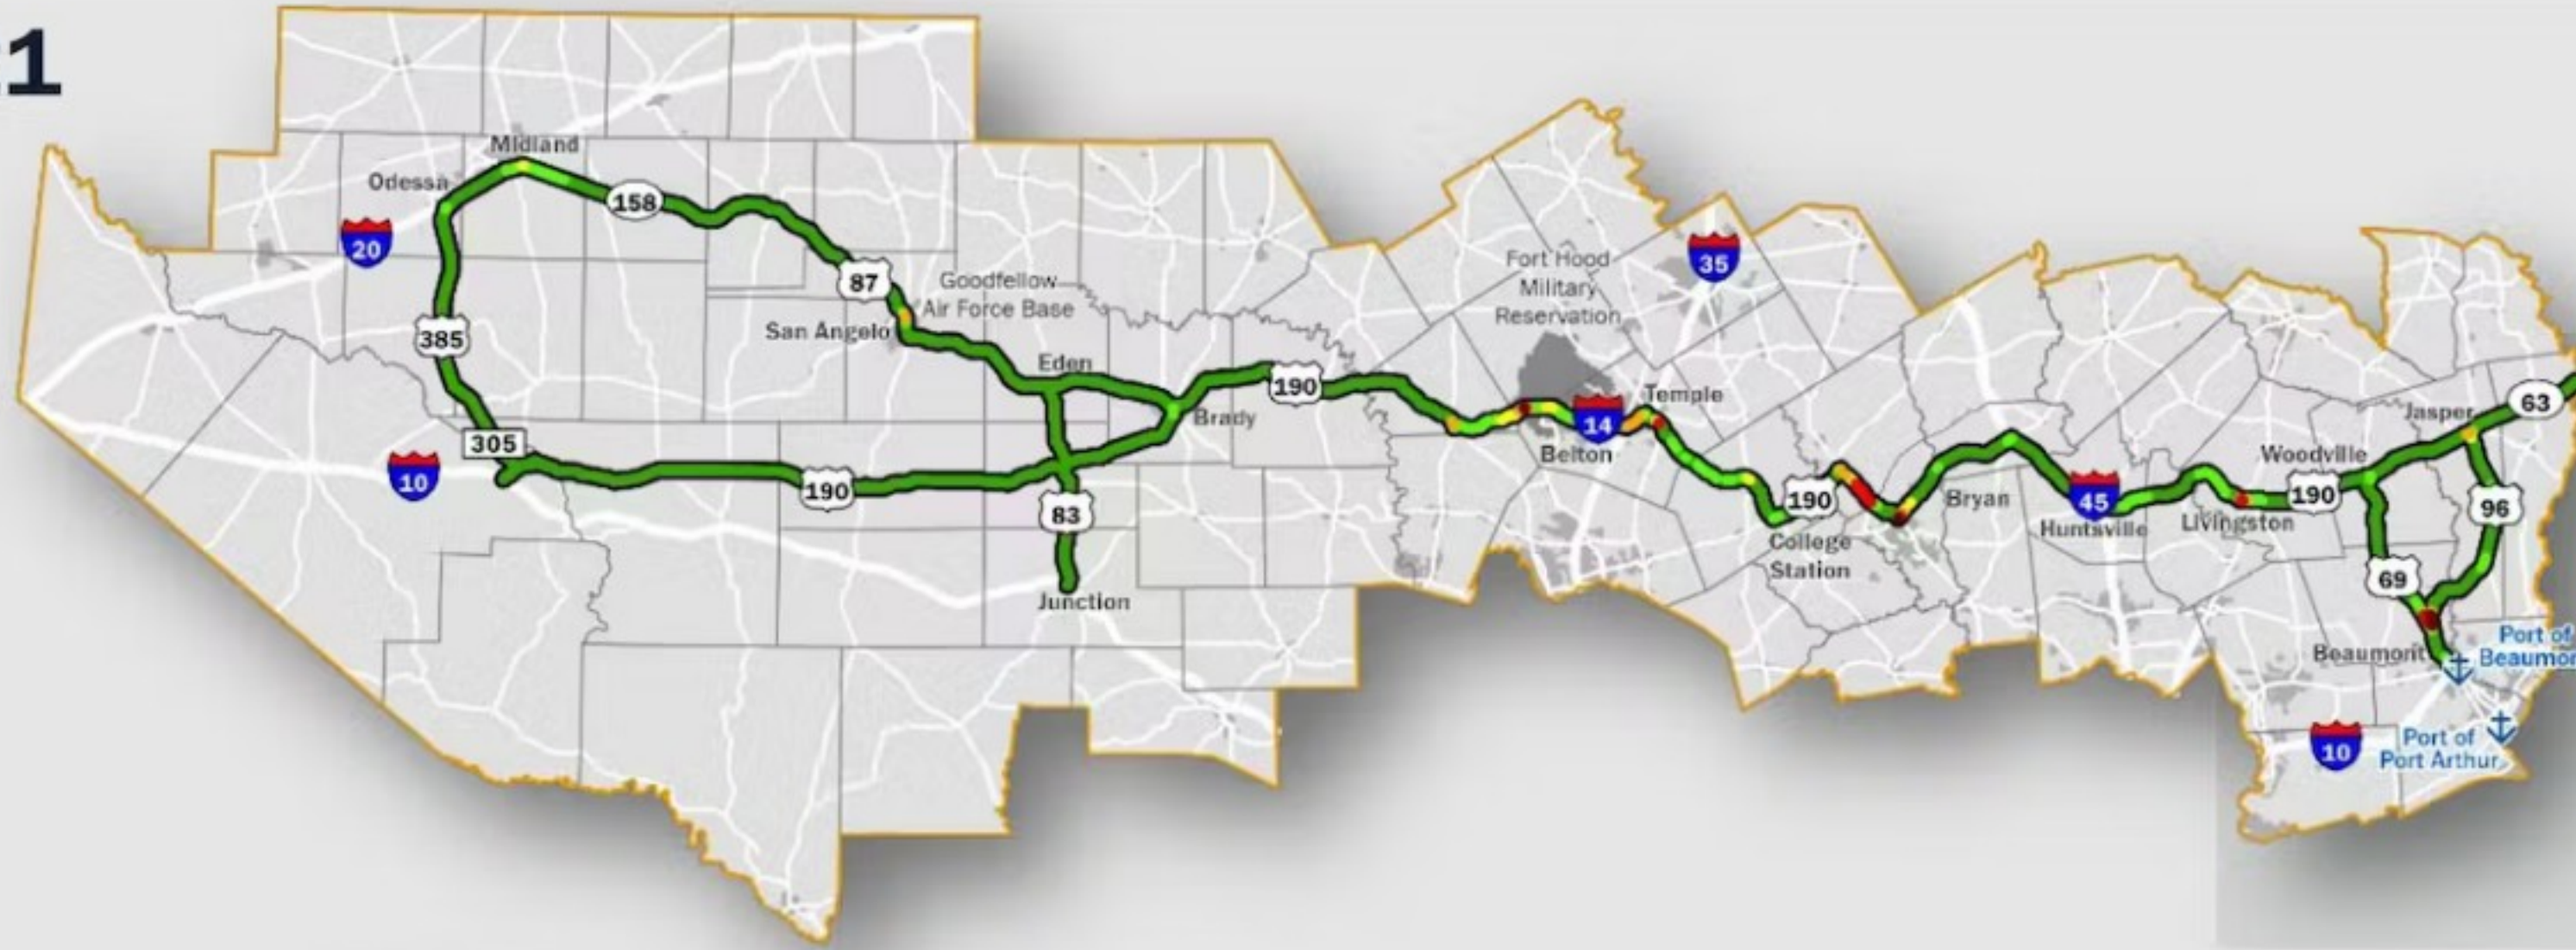 1
Midland
Odessa
158
20
87
Goodfellow
Air Force Base
San Angelo
385
Eden
190
Brady
305
10
190
83
Junction
Fort Hood
Military
Reservation
35
Temple
14
Belton
190
College
Station
Bryan
45
Huntsville
Livingston
190
Woodville
Jasper
63
96
69
Beaumont
Port of
10
Port of
Port Arthur